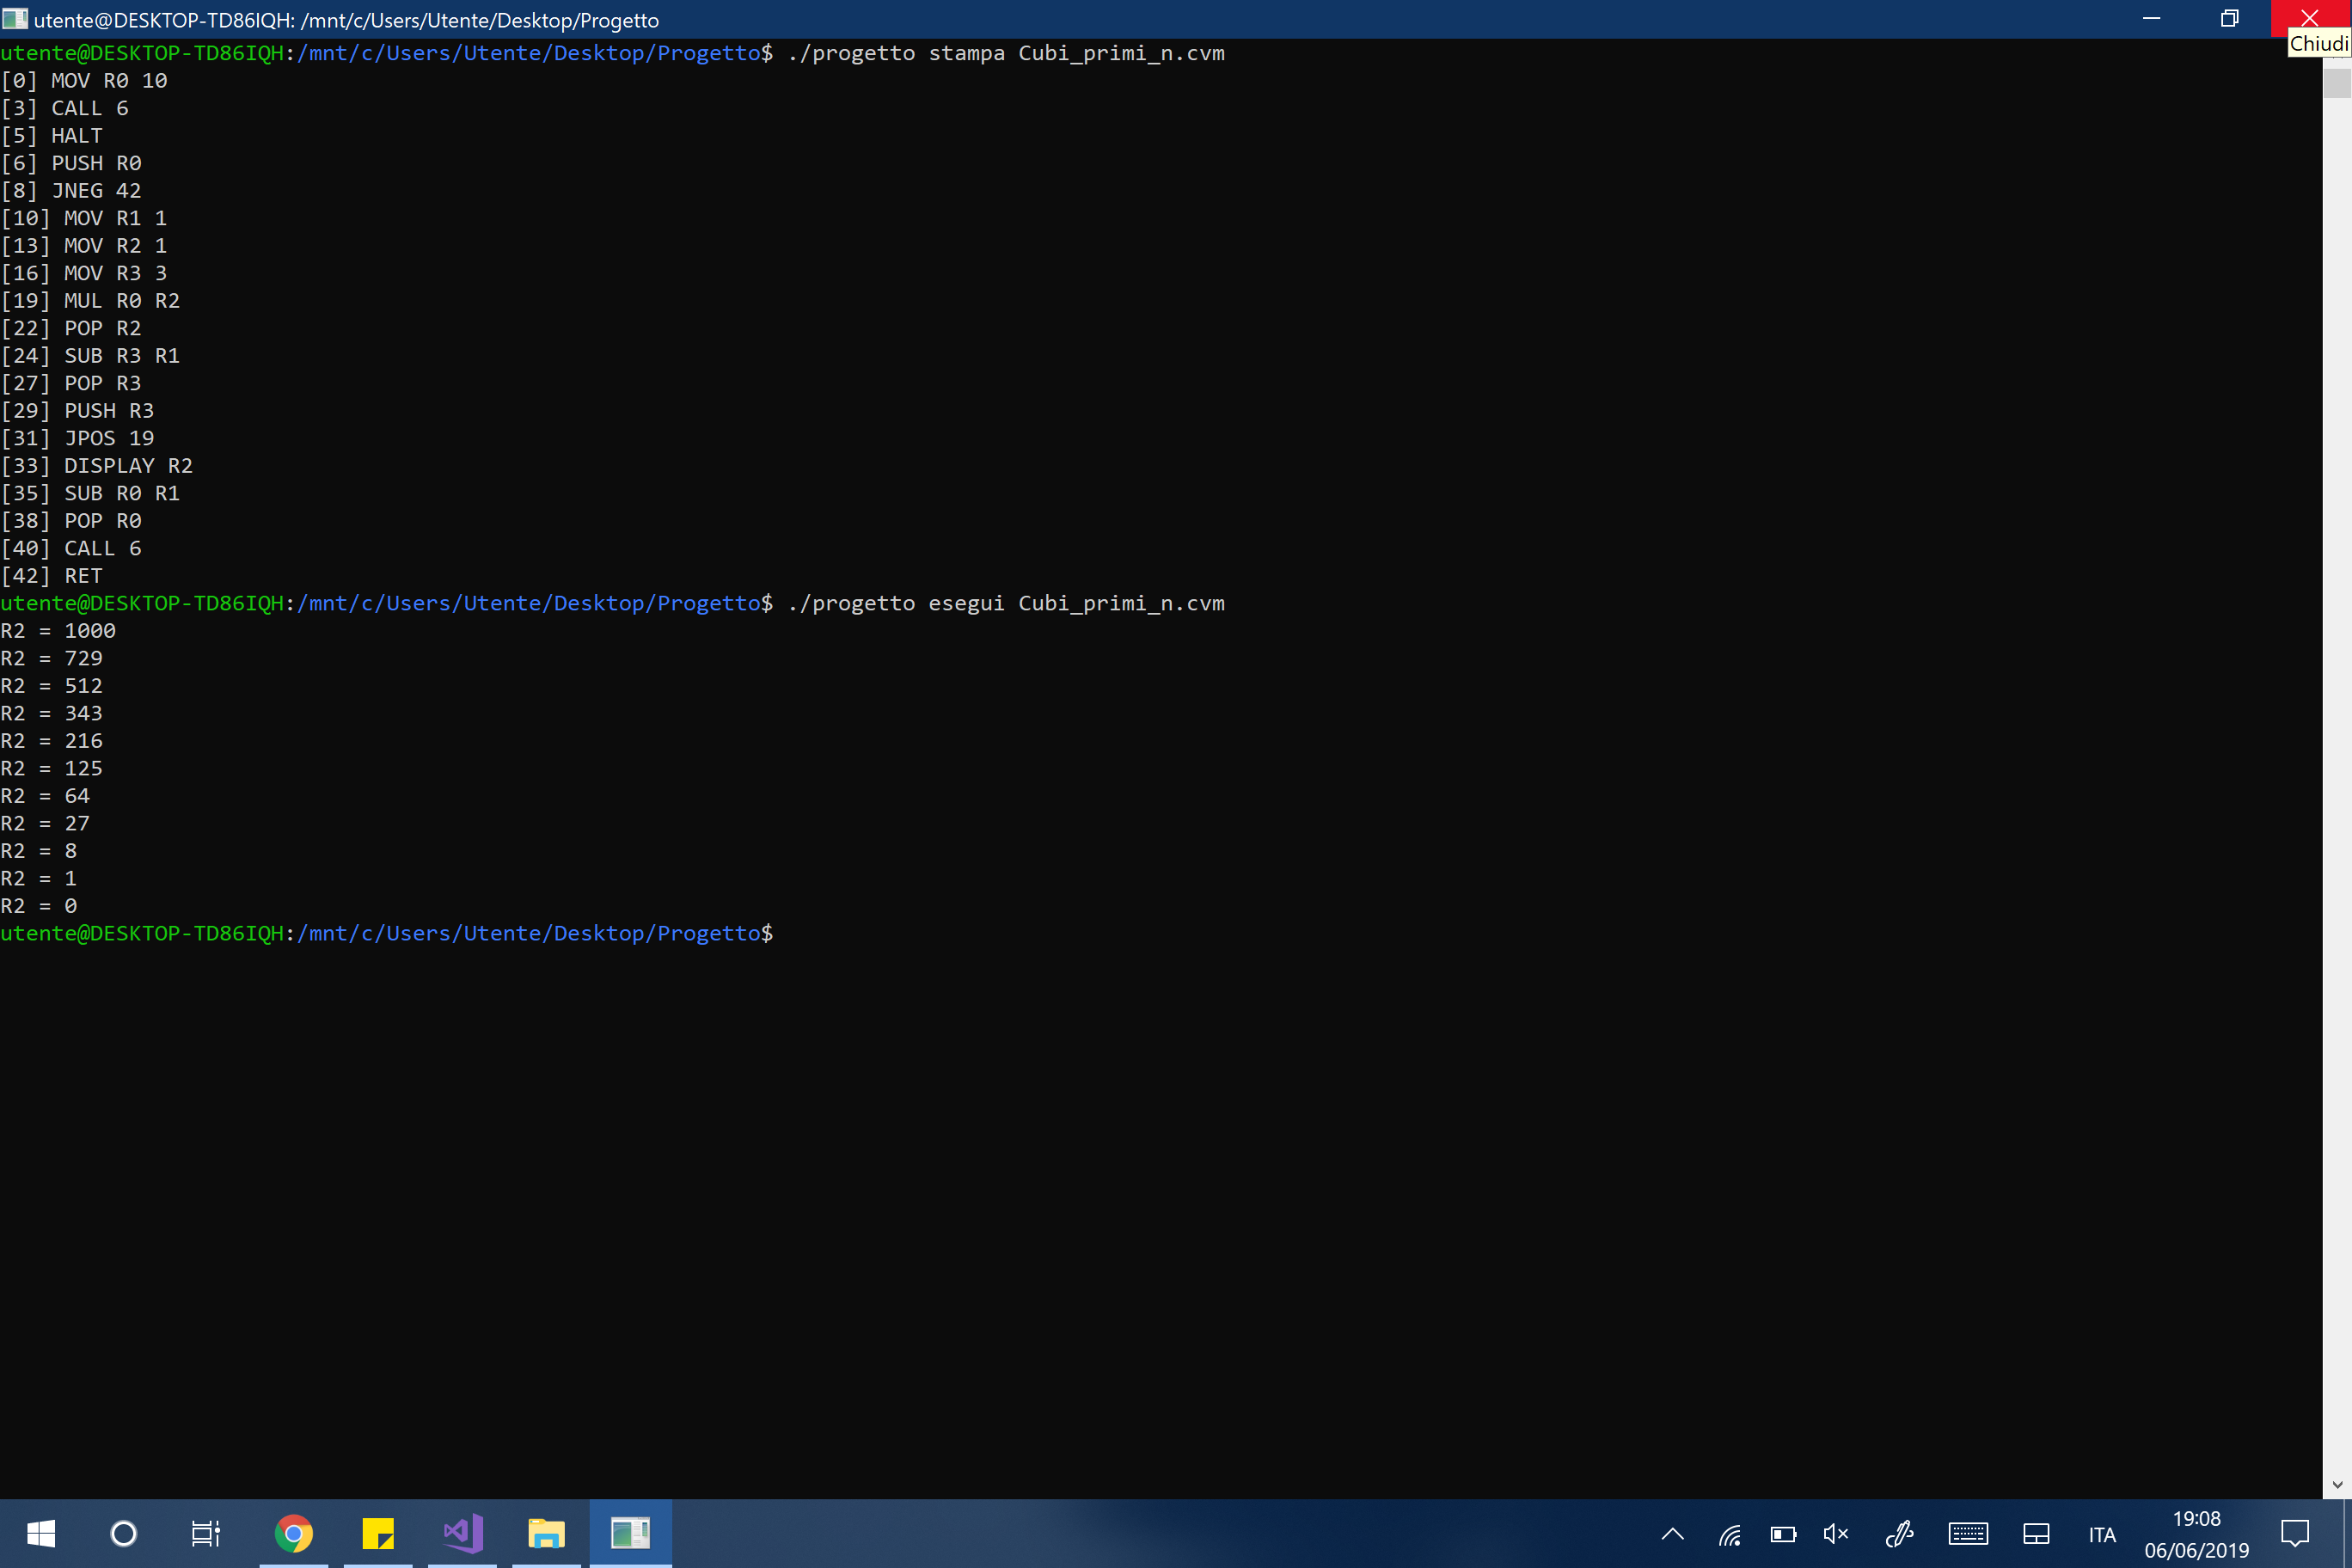 utente@DESKTOP-TD86IQH: /mnt/c/Users/Utente/Desktop/Progetto
Chiudi
utente@DESKTOP-TD86IQH:/mnt/c/Users/Utente/Desktop/Progetto$ ./progetto stampa Cubi_primi_n.cvm
[0] MOV R0 10
[3] CALL 6
[5] HALT
[6] PUSH R0
[8] JNEG 42
[10] MOV R1 1
[13] MOV R2 1
[16] MOV R3 3
[19] MUL R0 R2
[22] POP R2
[24] SUB R3 R1
[27] POP R3
[29] PUSH R3
[31] JPOS 19
[33] DISPLAY R2
[35] SUB R0 R1
[38] POP R0
[40] CALL 6
[42] RET
utente@DESKTOP-TD86IQH:/mnt/c/Users/Utente/Desktop/Progetto$ ./progetto esegui Cubi_primi_n.cvm
R2 = 1000
R2 = 729
R2 = 512
R2 = 343
R2 = 216
R2 = 125
R2 = 64
R2 = 27
R2 = 8
R2 = 1
R2 = 0
utente@DESKTOP-TD86IQH:/mnt/c/Users/Utente/Desktop/Progetto$
ITA
19:08
06/06/2019